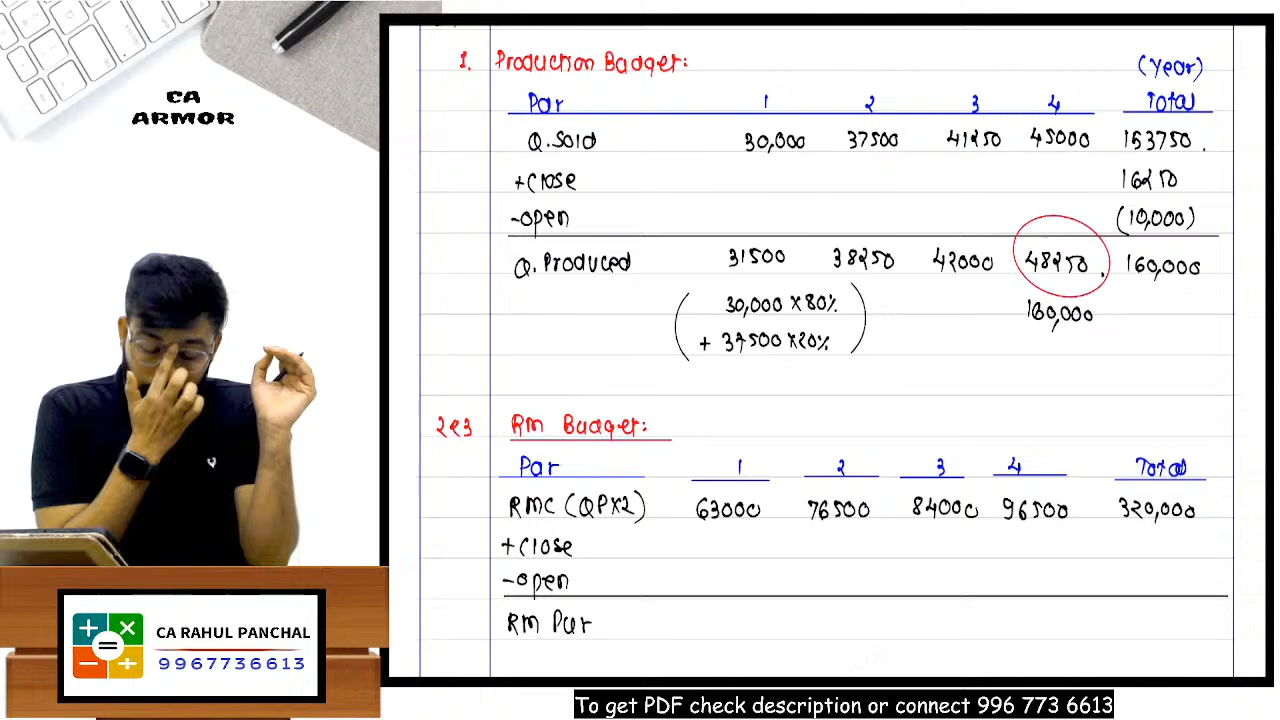 CA
ARMOR
1. Production Budget:
(Year)
Par 1 2 3 4 Total
Q.Sold 30,000 37500 41250 45000 153750.
+Close 16250
-open (10,000)
Q. Produced 31500 38250 42000 48250. 160,000
30,000 x 80%
160,000
+ 37500 x 20%
2&3 RM Budget:
Par 1 2 3 4 Total
RMC (QPX2) 63000 76500 84000 96500 320,000
+Close
-open
RM Pur
+ × = − ÷
CA RAHUL PANCHAL
9967736613
To get PDF check description or connect 996 773 6613